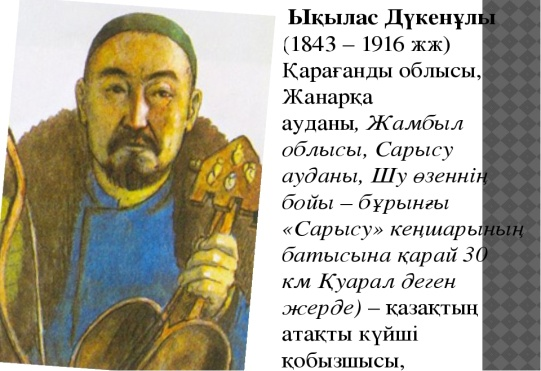 Ықылас Дүкенұлы
(1843 – 1916 жж)
Қарағанды облысы,
Жанарқа
ауданы, Жамбыл
облысы, Сарысу
ауданы, Шу өзеннің
бойы – бұрынғы
«Сарысу» кеңшарының
батысына қарай 30
км Қуарал деген
жерде) – қазақтың
атақты күйші
қобызшысы,